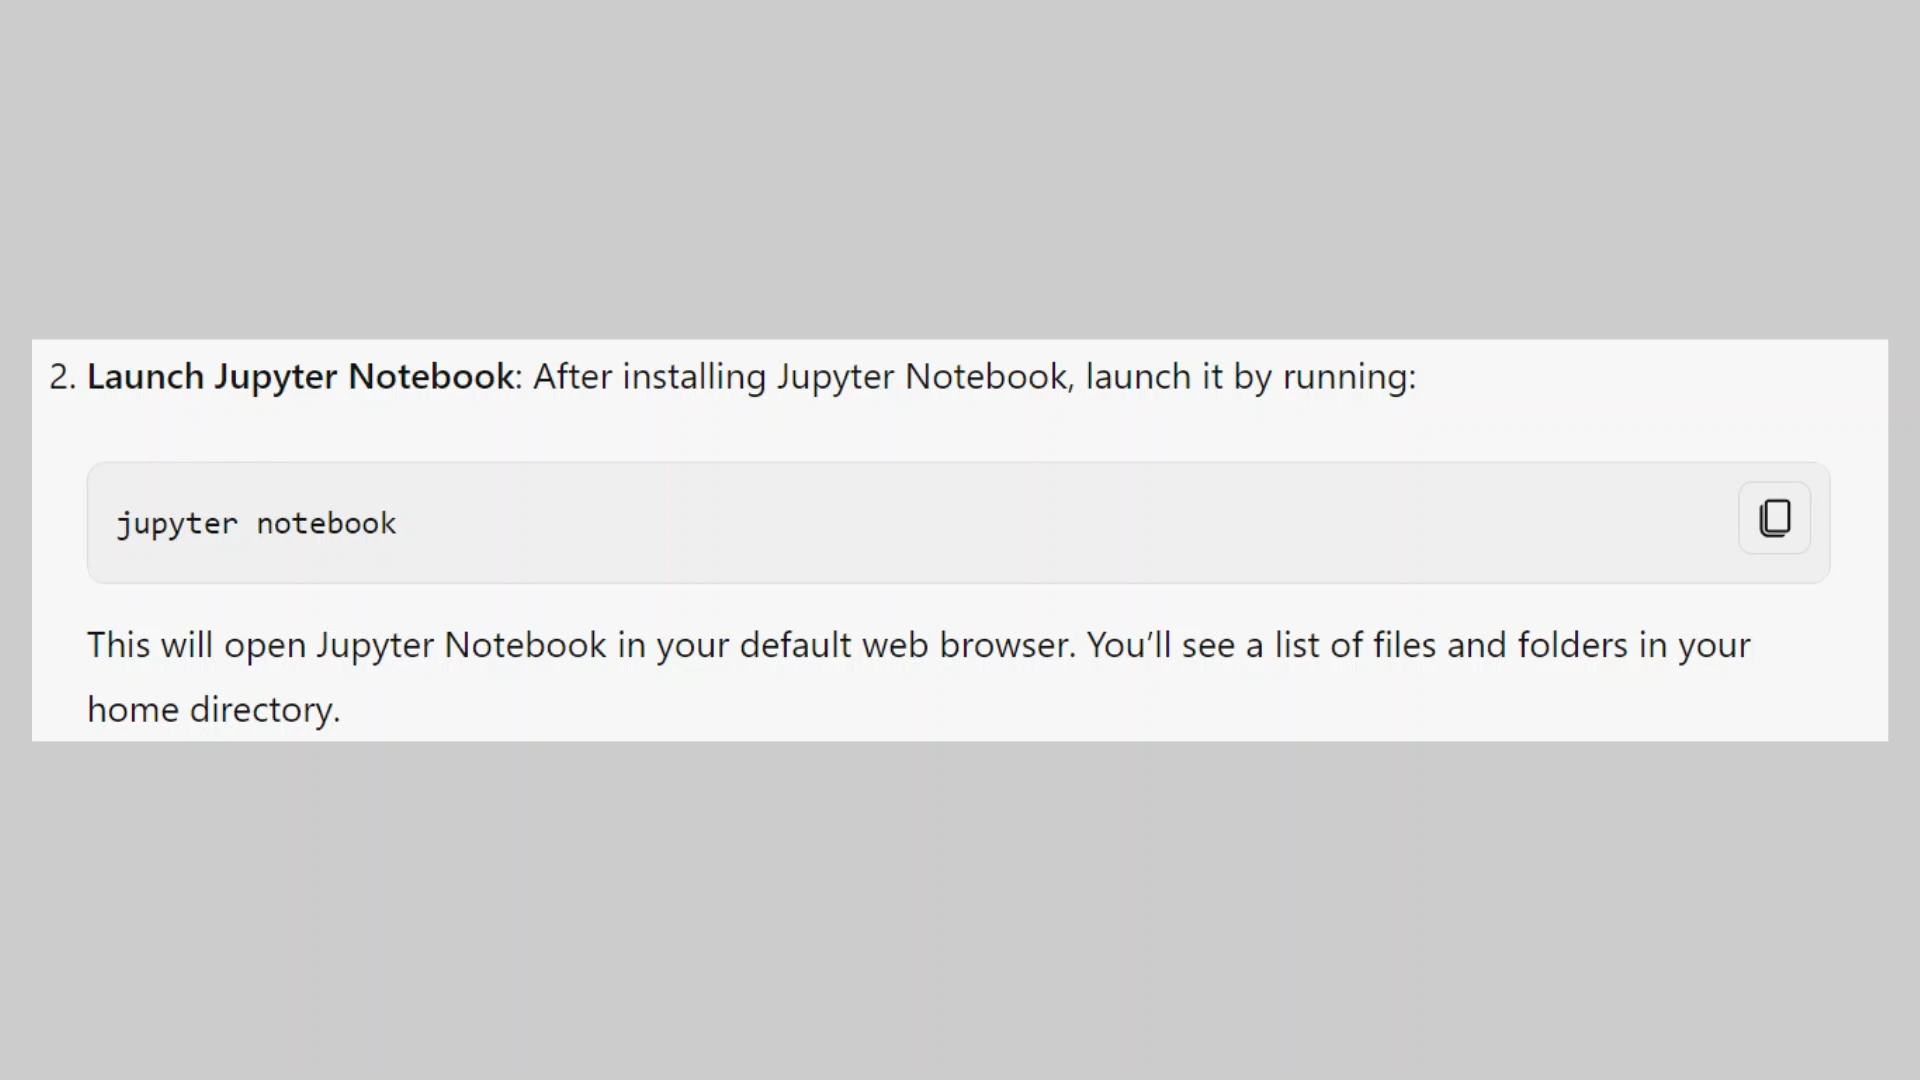 2. Launch Jupyter Notebook: After installing Jupyter Notebook, launch it by running:
jupyter notebook
This will open Jupyter Notebook in your default web browser. You’ll see a list of files and folders in your
home directory.